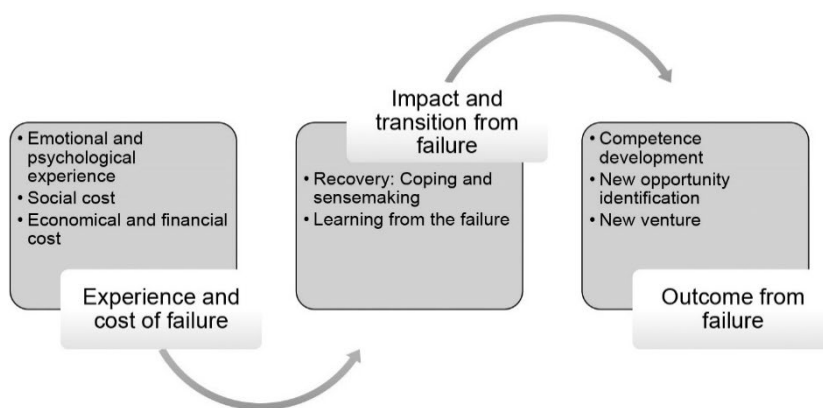 • Emotional and
psychological
experience
• Social cost
• Economical and financial
cost
Experience and
cost of failure
Impact and
transition from
failure
• Recovery: Coping and
sensemaking
• Learning from the failure
• Competence
development
• New opportunity
identification
• New venture
Outcome from
failure